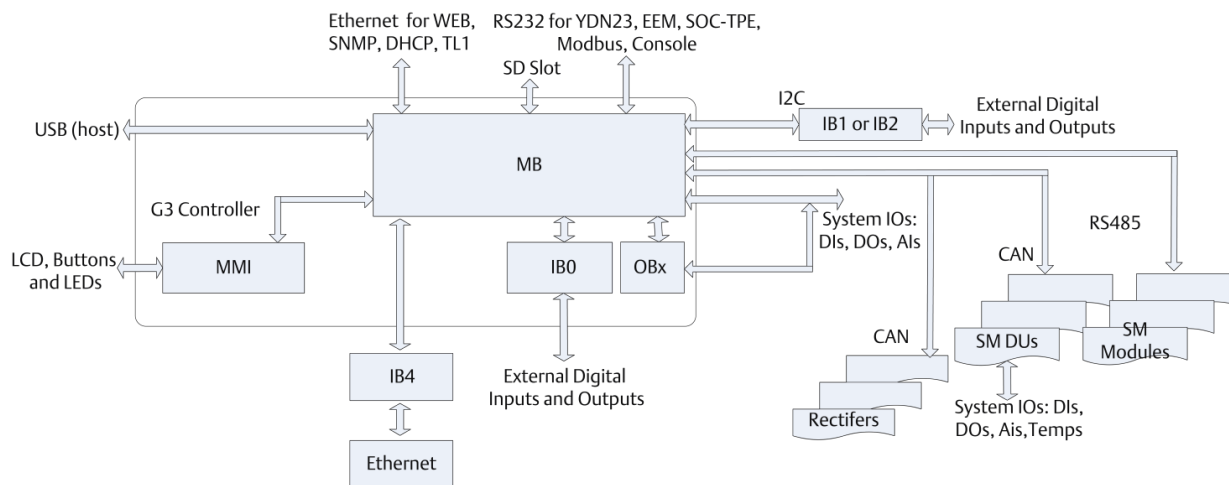 Ethernet for WEB,
SNMP, DHCP, TL1
RS232 for YDN23, EEM, SOC-TPE,
Modbus, Console
SD Slot
USB (host)
MB
I2C
IB1 or IB2
External Digital
Inputs and Outputs
G3 Controller
System IOs:
DIs, DOs, AIs
RS485
LCD, Buttons
and LEDs
MMI
IB0
OBx
CAN
CAN
SM DUs
SM
Modules
IB4
External Digital
Inputs and Outputs
Rectifers
System IOs: DIs,
DOs, Ais,Temps
Ethernet